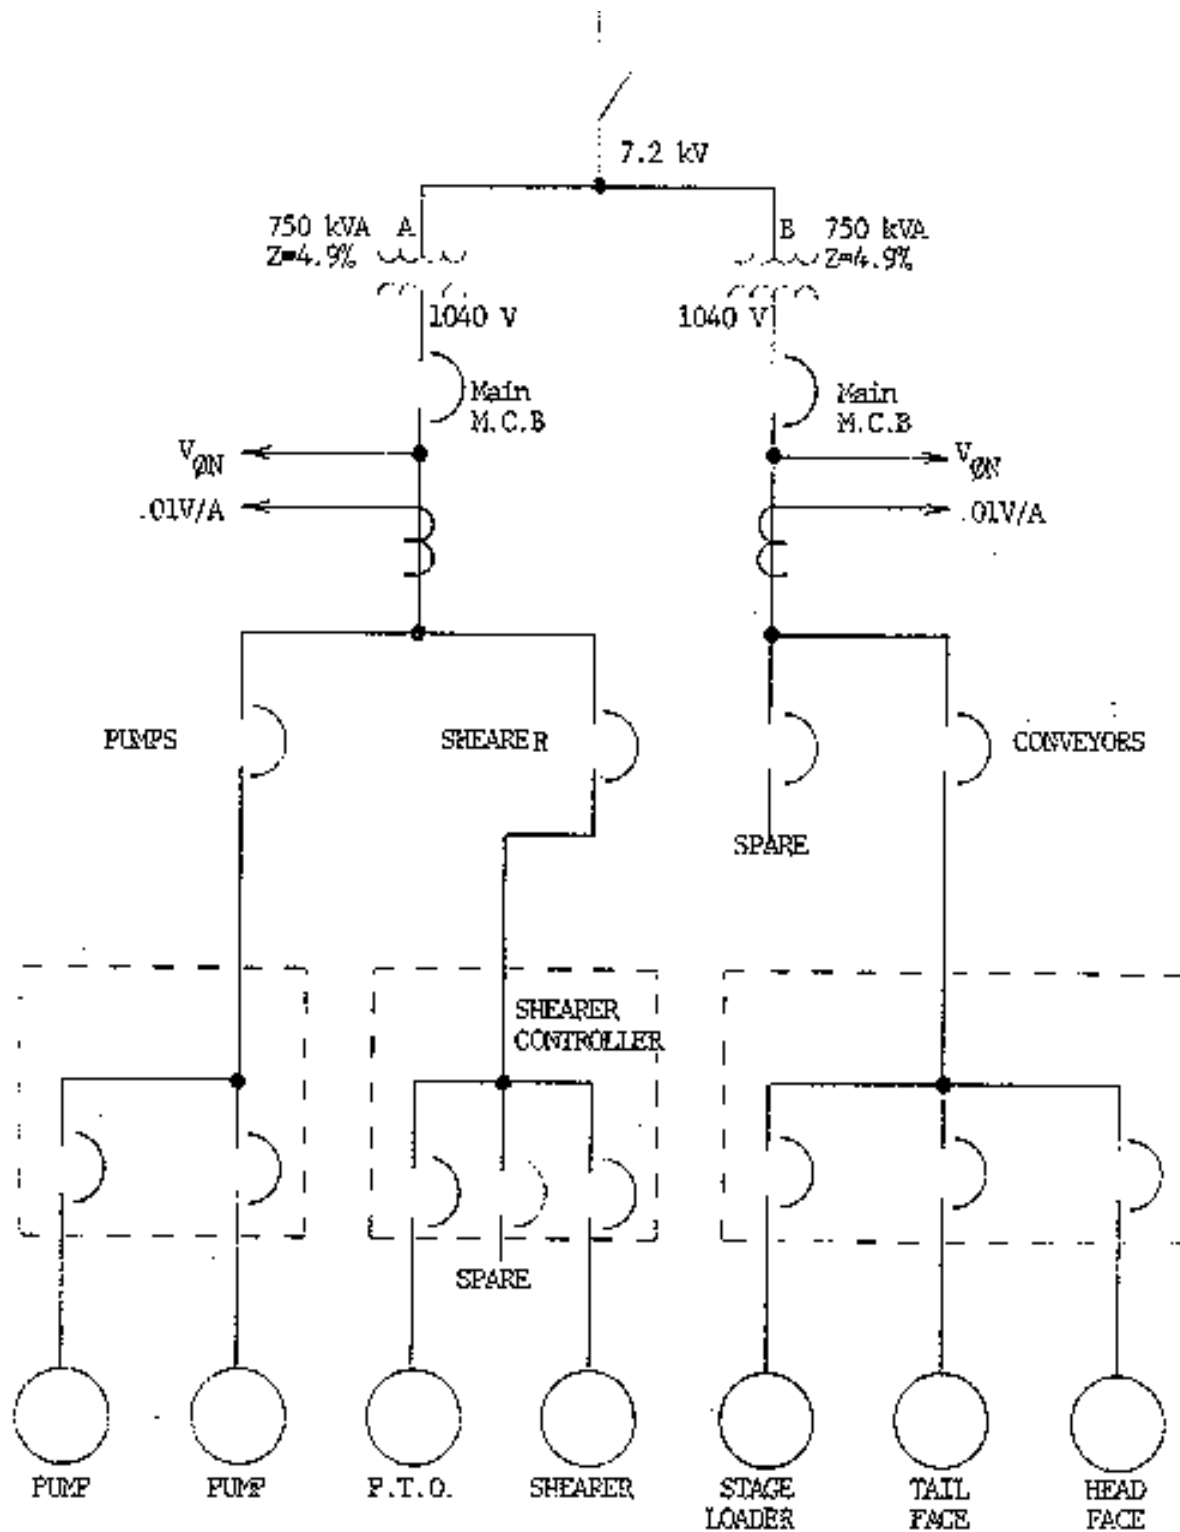 7.2 kV
750 kVA
Z=4.9%
A
B
750 kVA
Z=4.9%
1040 V
1040 V
Main
M.C.B
Main
M.C.B
VØN
VØN
.01V/A
.01V/A
PUMPS
SHEARER
CONVEYORS
SPARE
SHEARER
CONTROLLER
SPARE
PUMP
PUMP
P.T.O.
SHEARER
STAGE
LOADER
TAIL
FACE
HEAD
FACE